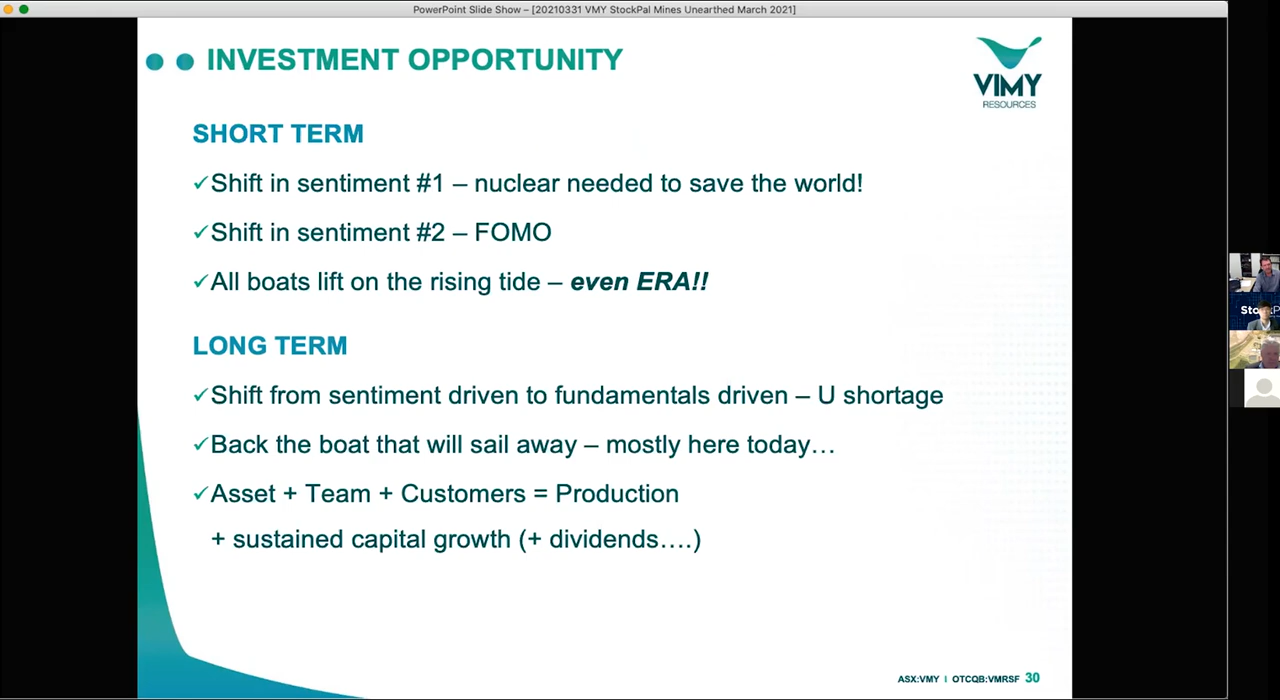 PowerPoint Slide Show – [20210331 VMY StockPal Mines Unearthed March 2021]
INVESTMENT OPPORTUNITY
VIMY
RESOURCES
SHORT TERM
✓Shift in sentiment #1 – nuclear needed to save the world!
✓Shift in sentiment #2 – FOMO
✓All boats lift on the rising tide – even ERA!!
LONG TERM
✓Shift from sentiment driven to fundamentals driven – U shortage
✓Back the boat that will sail away – mostly here today…
✓Asset + Team + Customers = Production
+ sustained capital growth (+ dividends….)
ASX:VMY I OTCQB:VMRSF 30